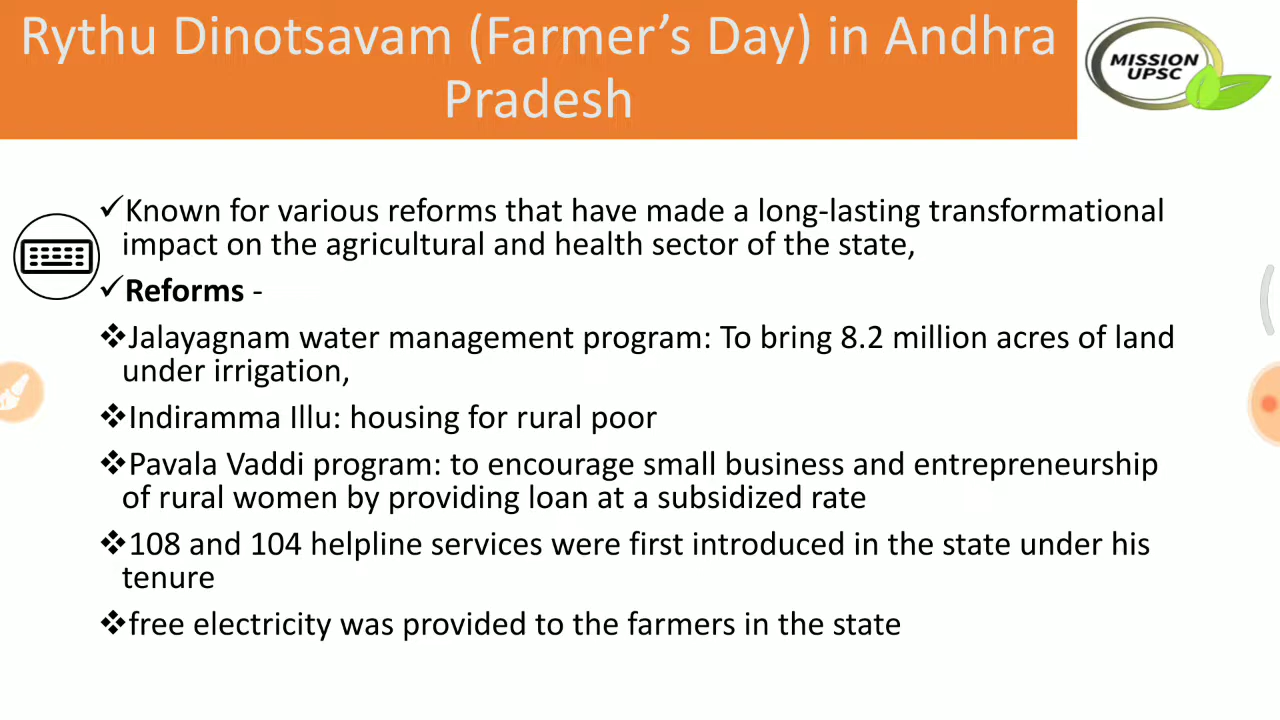 Rythu Dinotsavam (Farmer’s Day) in Andhra
Pradesh
MISSION
UPSC
✓Known for various reforms that have made a long-lasting transformational
impact on the agricultural and health sector of the state,
✓Reforms -
❖Jalayagnam water management program: To bring 8.2 million acres of land
under irrigation,
❖Indiramma Illu: housing for rural poor
❖Pavala Vaddi program: to encourage small business and entrepreneurship
of rural women by providing loan at a subsidized rate
❖108 and 104 helpline services were first introduced in the state under his
tenure
❖free electricity was provided to the farmers in the state